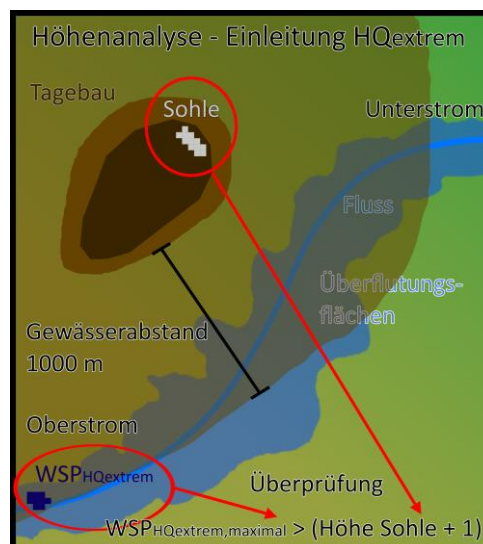 Höhenanalyse - Einleitung HQextrem
Tagebau
Sohle
Unterstrom
Fluss
Überflutungs-
flächen
Gewässerabstand
1000 m
Oberstrom
WSPHQextrem
Überprüfung
WSPHQextrem,maximal > (Höhe Sohle + 1)